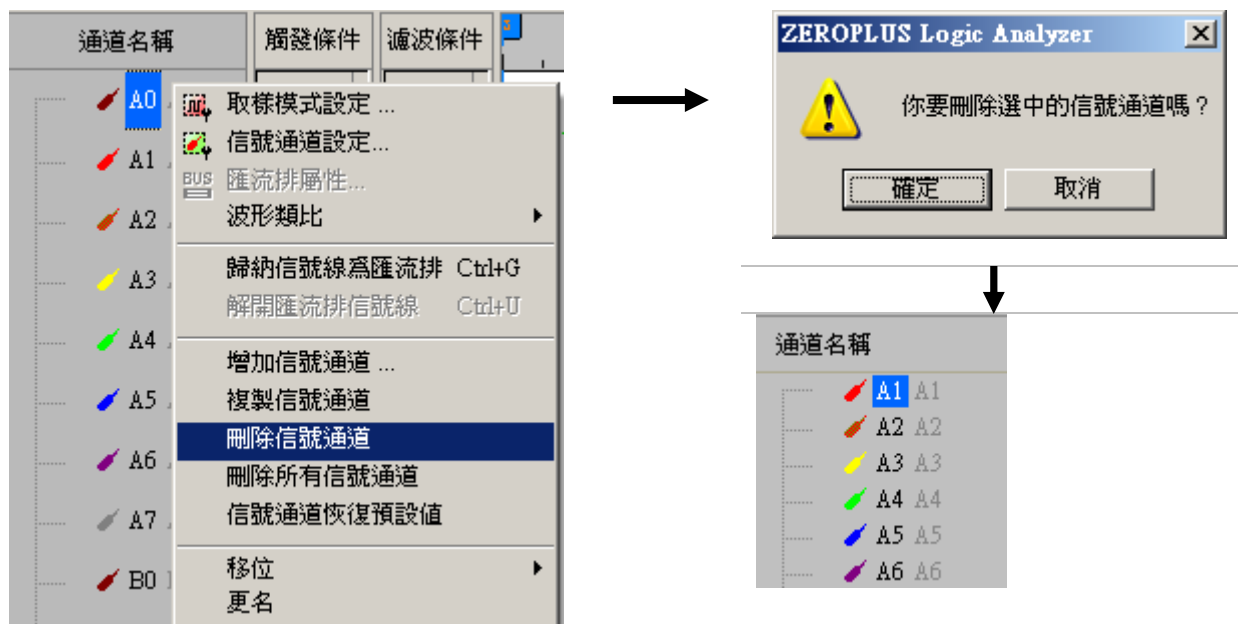 通道名稱
觸發條件
濾波條件
A0
取樣模式設定 ...
信號通道設定...
A1
BUS 匯流排屬性...
A2
波形類比
A3
歸納信號線爲匯流排 Ctrl+G
解開匯流排信號線 Ctrl+U
A4
增加信號通道 ...
A5
複製信號通道
刪除信號通道
A6
刪除所有信號通道
A7
信號通道恢復預設値
移位
B0
更名
ZEROPLUS Logic Analyzer
你要刪除選中的信號通道嗎？
確定
取消
通道名稱
A1 A1
A2 A2
A3 A3
A4 A4
A5 A5
A6 A6